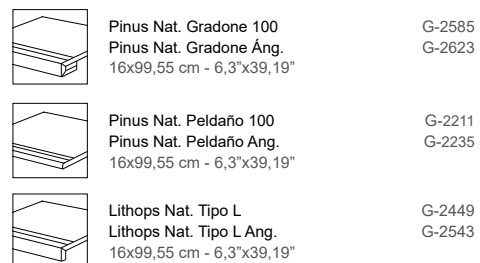 Pinus Nat. Gradone 100 G-2585
Pinus Nat. Gradone Áng. G-2623
16x99,55 cm - 6,3”x39,19”
Pinus Nat. Peldaño 100 G-2211
Pinus Nat. Peldaño Ang. G-2235
16x99,55 cm - 6,3”x39,19”
Lithops Nat. Tipo L G-2449
Lithops Nat. Tipo L Ang. G-2543
16x99,55 cm - 6,3”x39,19”